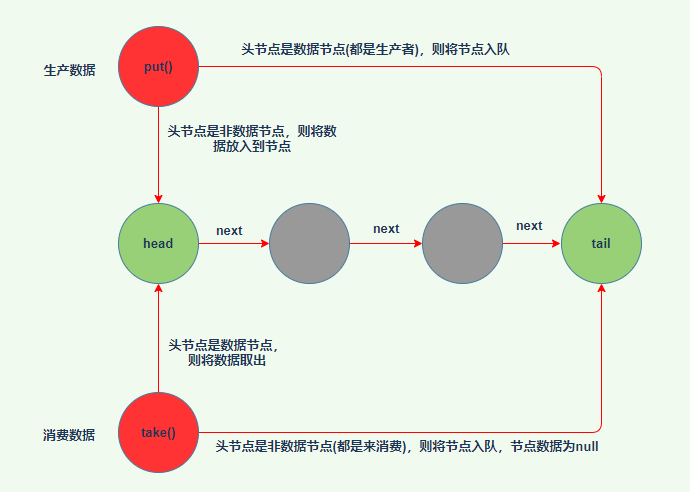 头节点是数据节点(都是生产者)，则将节点入队
生产数据
put()
头节点是非数据节点，则将数
据放入到节点
next
next
next
head
tail
头节点是数据节点，
则将数据取出
消费数据
take()
头节点是非数据节点(都是来消费)，则将节点入队，节点数据为null